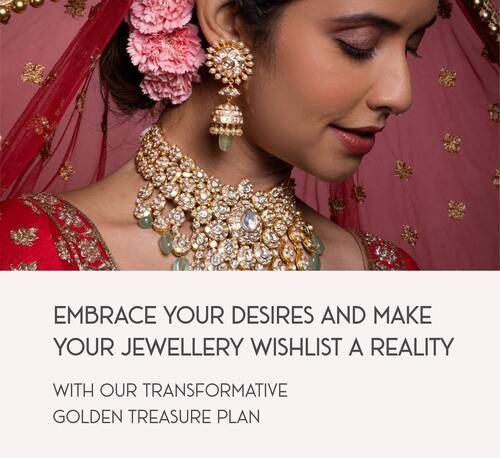 EMBRACE YOUR DESIRES AND MAKE
YOUR JEWELLERY WISHLIST A REALITY
WITH OUR TRANSFORMATIVE
GOLDEN TREASURE PLAN